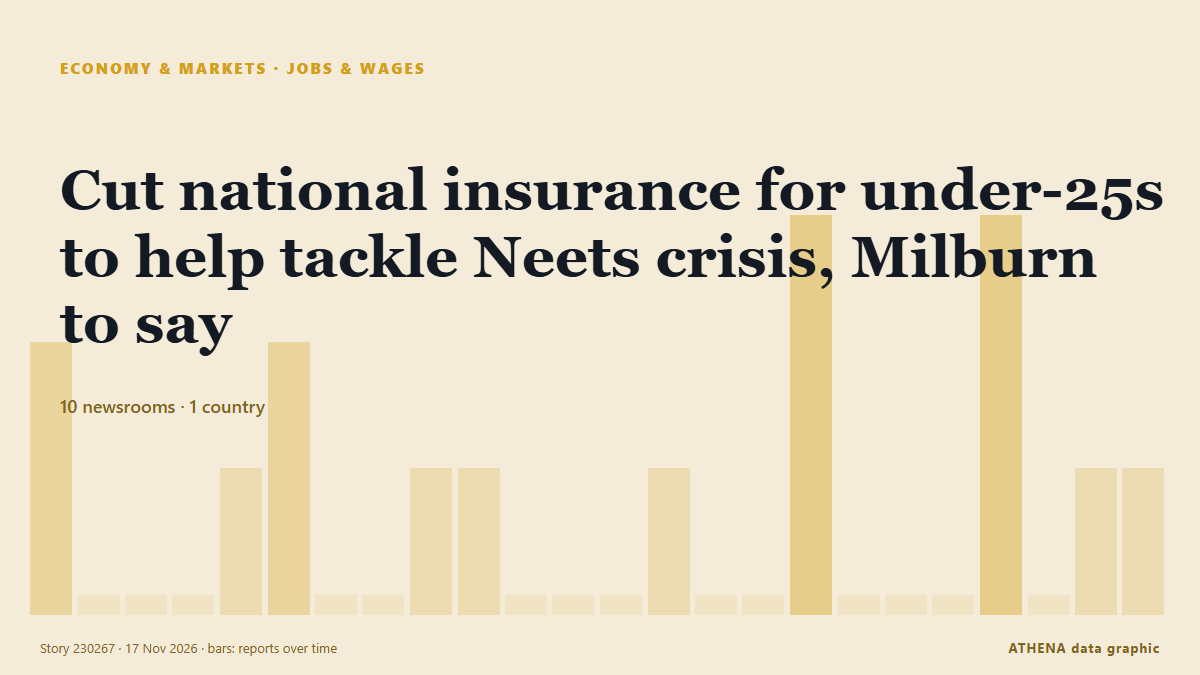 ECONOMY & MARKETS · JOBS & WAGES
Cut national insurance for under-25s
to help tackle Neets crisis, Milburn
to say
10 newsrooms · 1 country
Story 230267 · 17 Nov 2026 · bars: reports over time
ATHENA data graphic